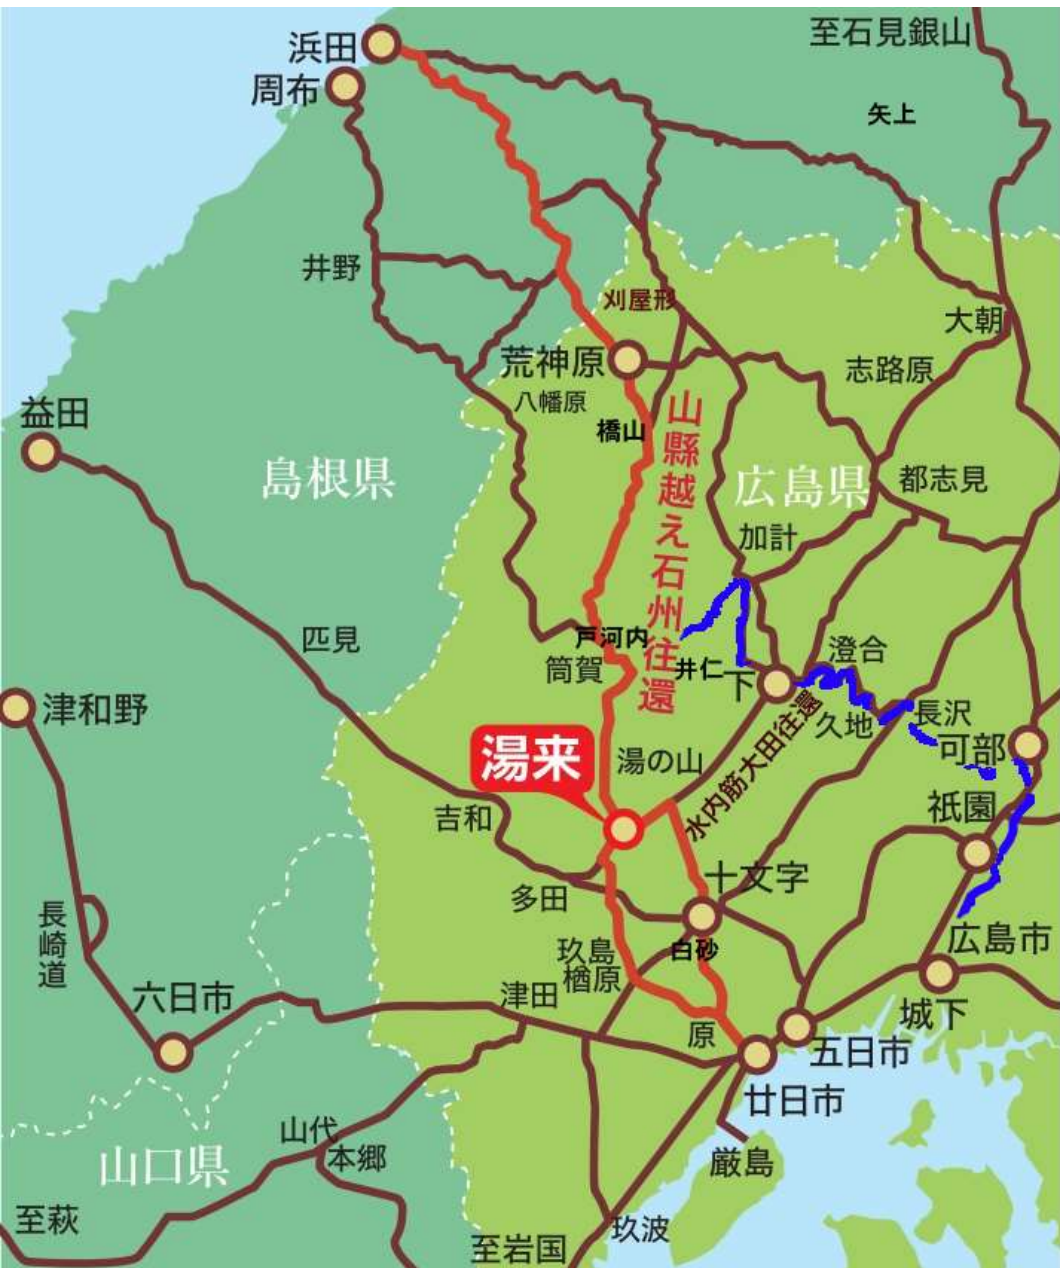 至石見銀山
浜田
周布
矢上
井野
刈屋形
大朝
荒神原
志路原
八幡原
益田
橋山
山縣越え石州往還
島根県
広島県
都志見
加計
匹見
戸河内
筒賀
井仁
下
澄合
津和野
久地
長沢
湯来
湯の山
水内筋大田往還
可部
吉和
祇園
多田
十文字
長崎道
玖島
白砂
広島市
楢原
六日市
津田
原
城下
五日市
廿日市
山代
本郷
山口県
厳島
至萩
玖波
至岩国